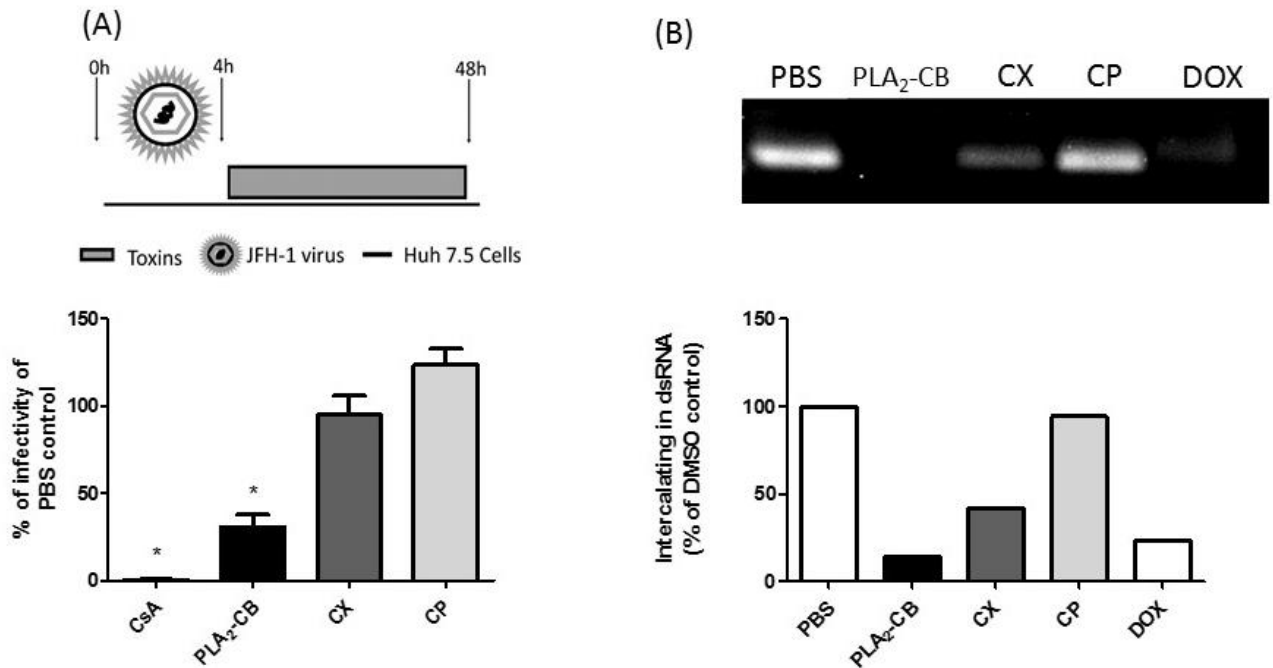 (A)
0h 4h 48h
Toxins JFH-1 virus Huh 7.5 Cells
% of infectivity of
PBS control
150
100
50
0
* *
CsA PLA₂-CB CX CP
(B)
PBS PLA₂-CB CX CP DOX
Intercalating in dsRNA
(% of DMSO control)
150
100
50
0
PBS PLA₂-CB CX CP DOX